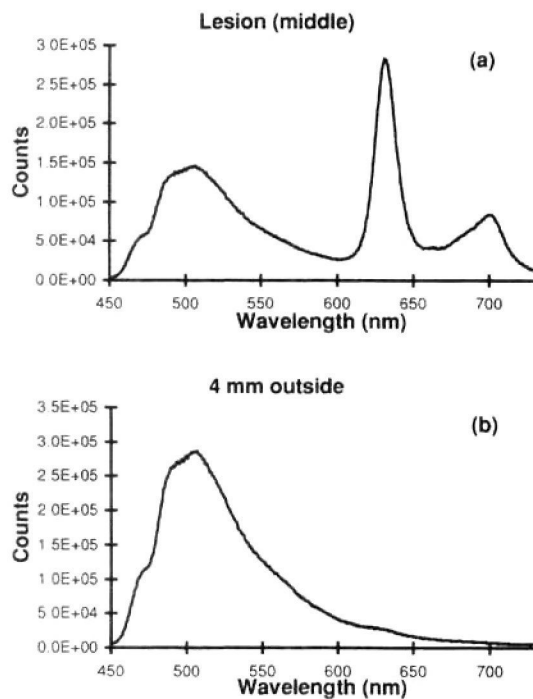 Lesion (middle)
(a)
3 0E+05
2.5E+05
2.0E+05
1.5E+05
1 0E+05
5 0E+04
0 0E+00
Counts
450 500 550 600 650 700
Wavelength (nm)
4 mm outside
(b)
3.5E+05
3.0E+05
2.5E+05
2.0E+05
1.5E+05
1 0E+05
5 0E+04
0.0E+00
Counts
450 500 550 600 650 700
Wavelength (nm)